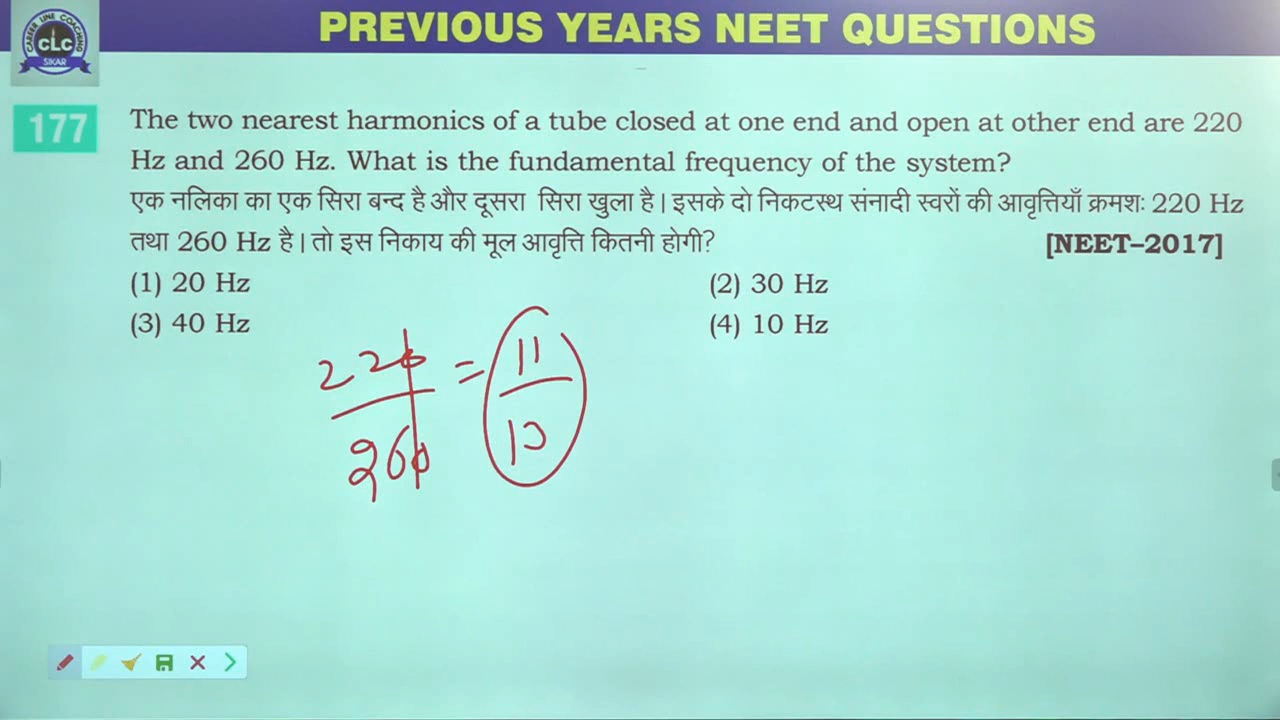 PREVIOUS YEARS NEET QUESTIONS
CAREER LINE COACHING
CLC
SIKAR
177
The two nearest harmonics of a tube closed at one end and open at other end are 220
Hz and 260 Hz. What is the fundamental frequency of the system?
एक नलिका का एक सिरा बन्द है और दूसरा सिरा खुला है। इसके दो निकटस्थ संनादी स्वरों की आवृत्तियाँ क्रमशः 220 Hz
तथा 260 Hz है। तो इस निकाय की मूल आवृत्ति कितनी होगी?
[NEET–2017]
(1) 20 Hz
(2) 30 Hz
(3) 40 Hz
(4) 10 Hz
220 = 11
260 13